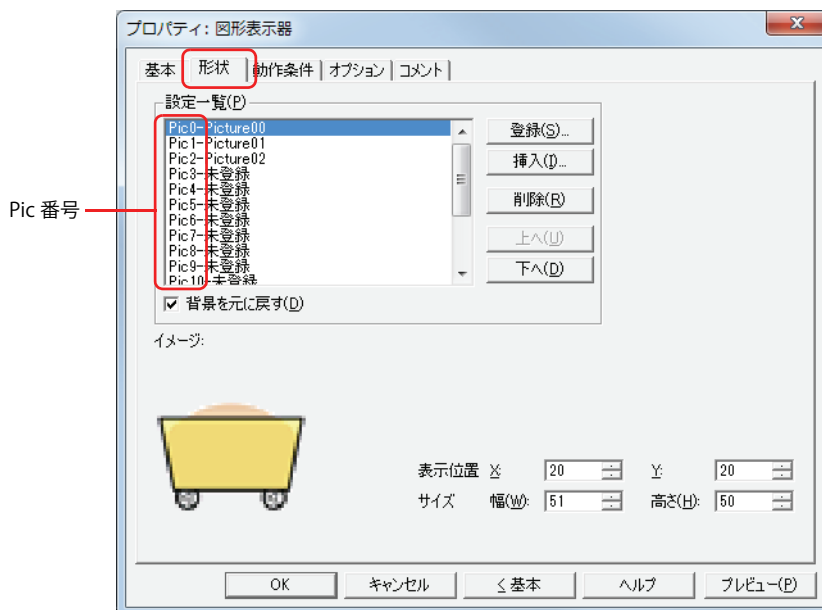 プロパティ: 図形表示器
基本 形状 動作条件 オプション コメント
設定一覧(P)
Pic0-Picture00
Pic1-Picture01
Pic2-Picture02
Pic3-未登録
Pic4-未登録
Pic5-未登録
Pic6-未登録
Pic7-未登録
Pic8-未登録
Pic9-未登録
Pic10-未登録
登録(S)...
挿入(I)...
削除(R)
上へ(U)
下へ(D)
Pic 番号
背景を元に戻す(D)
イメージ:
表示位置 X: 20 Y: 20
サイズ 幅(W): 51 高さ(H): 50
OK キャンセル < 基本 ヘルプ プレビュー(P)